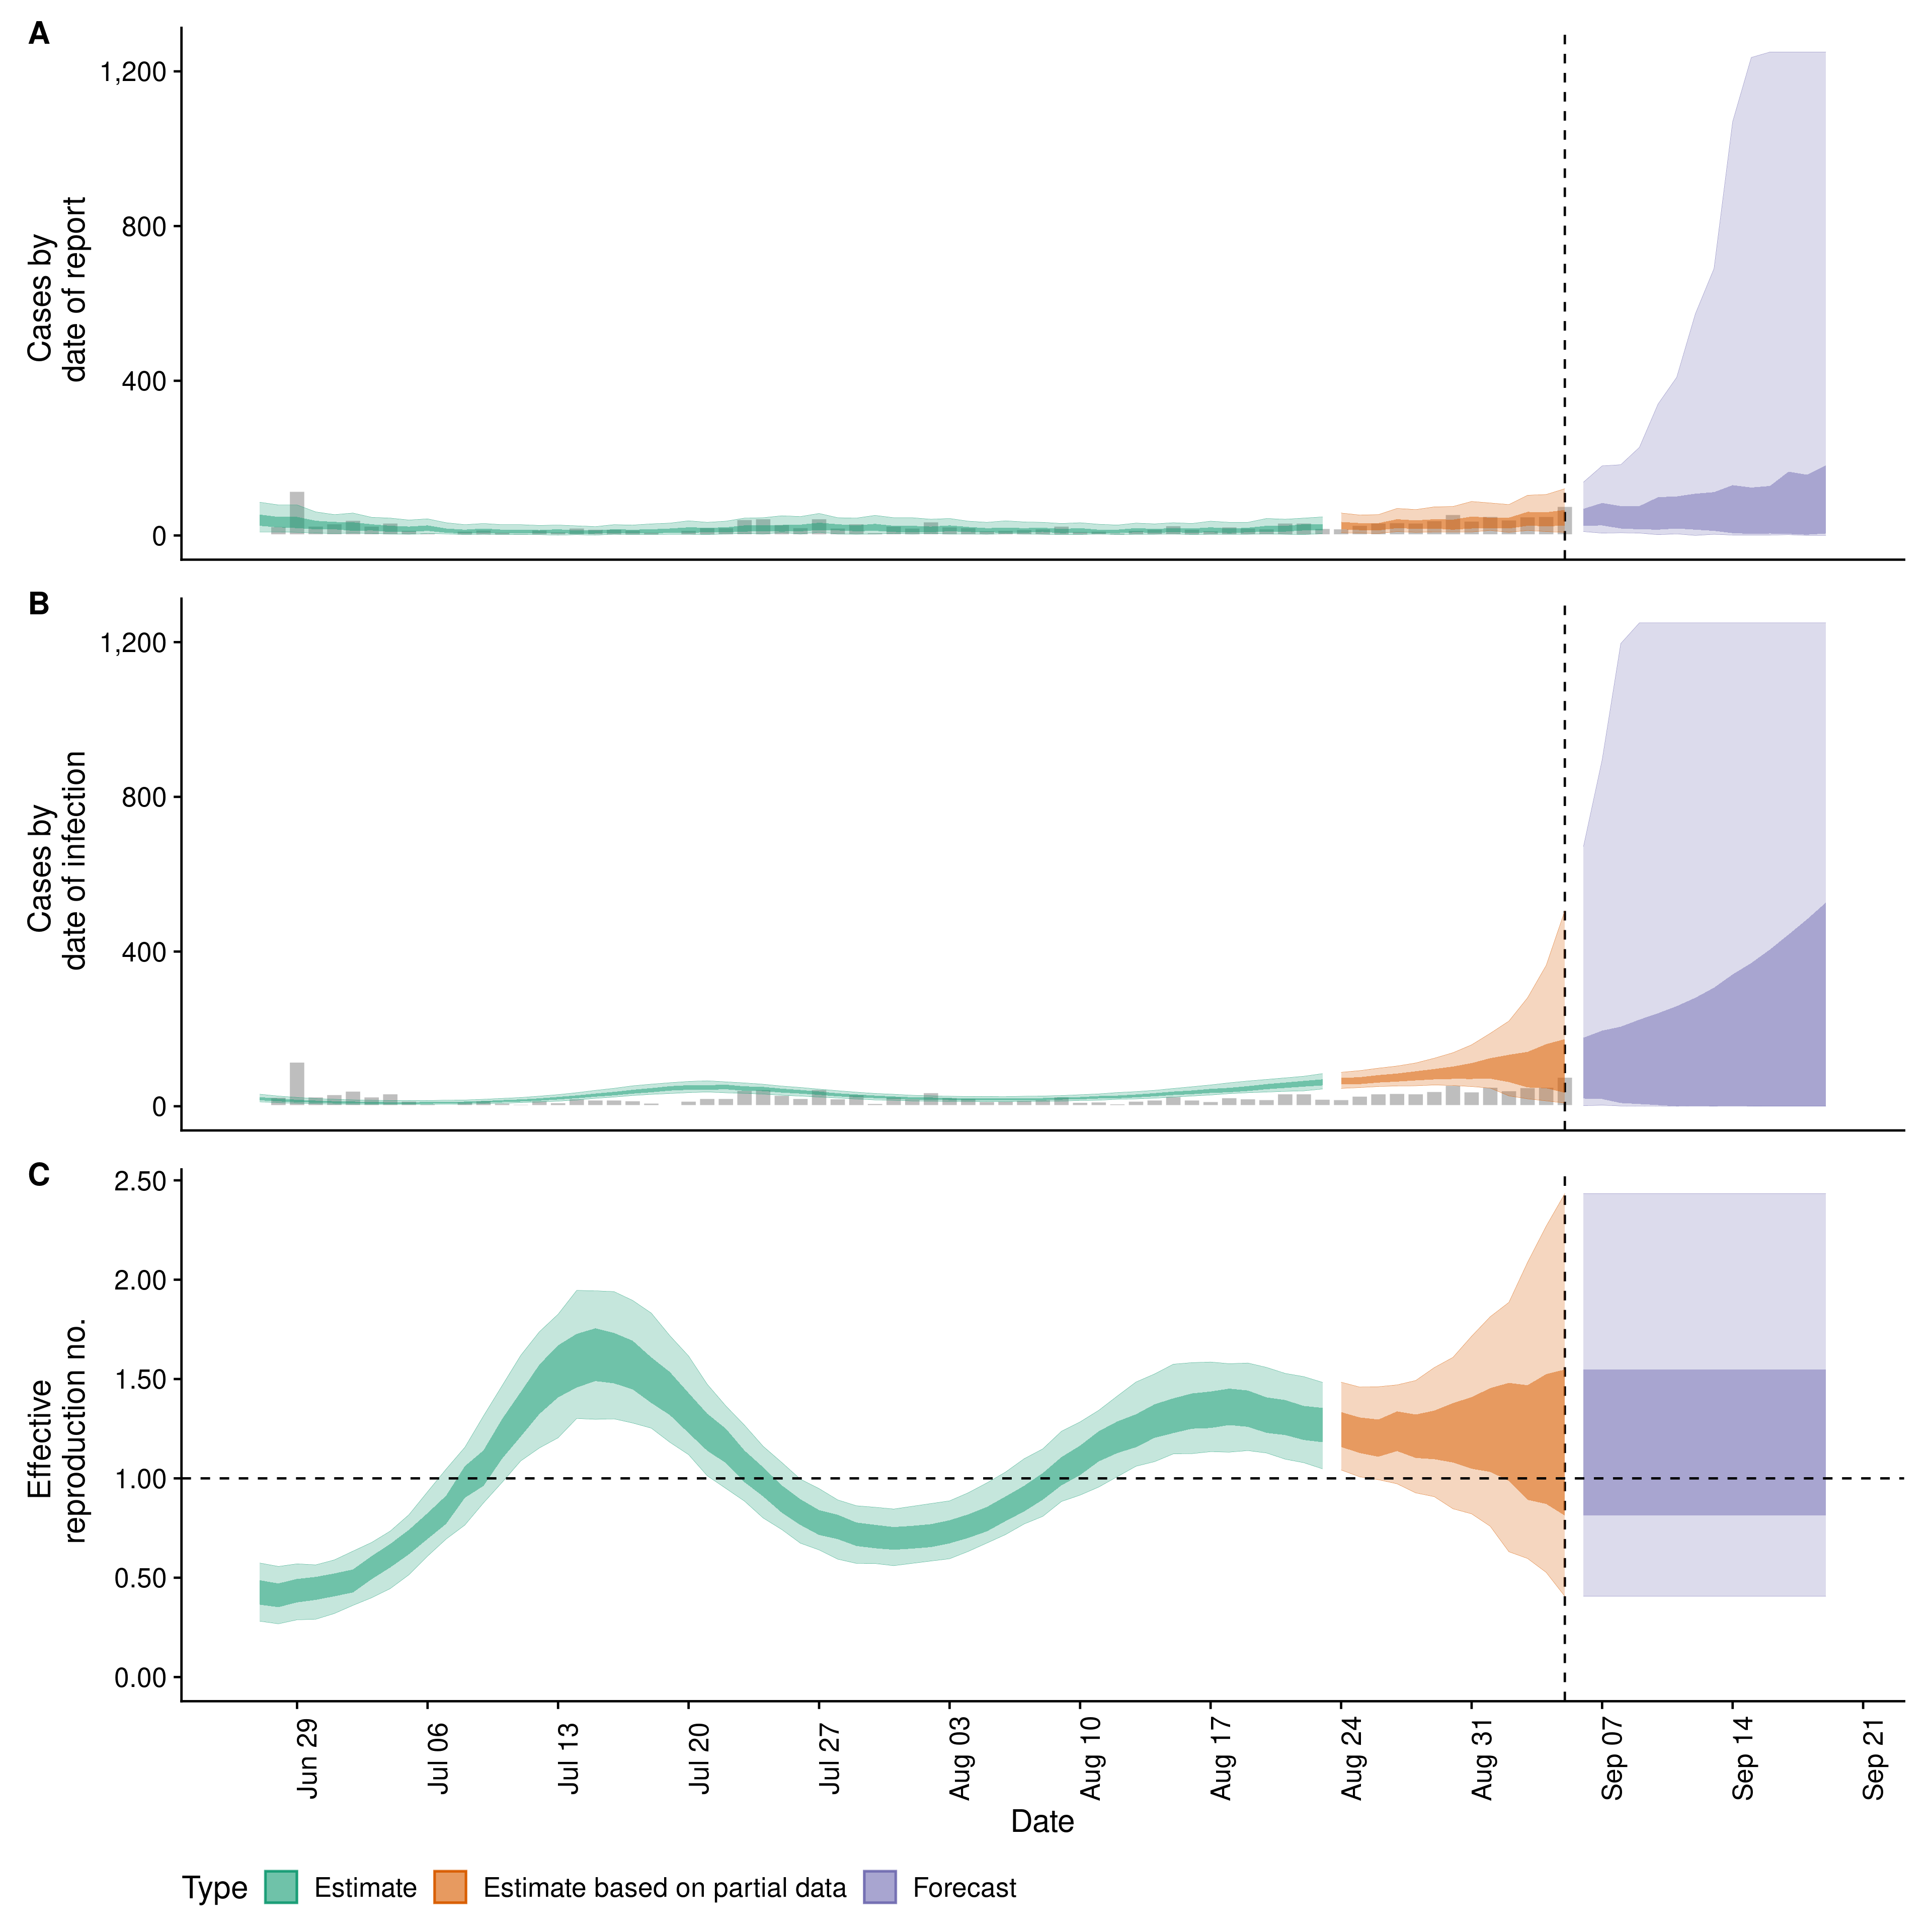 A
Cases by
date of report
1,200
800
400
0
B
Cases by
date of infection
1,200
800
400
0
C
Effective
reproduction no.
2.50
2.00
1.50
1.00
0.50
0.00
Jun 29
Jul 06
Jul 13
Jul 20
Jul 27
Aug 03
Aug 10
Aug 17
Aug 24
Aug 31
Sep 07
Sep 14
Sep 21
Date
Type Estimate Estimate based on partial data Forecast